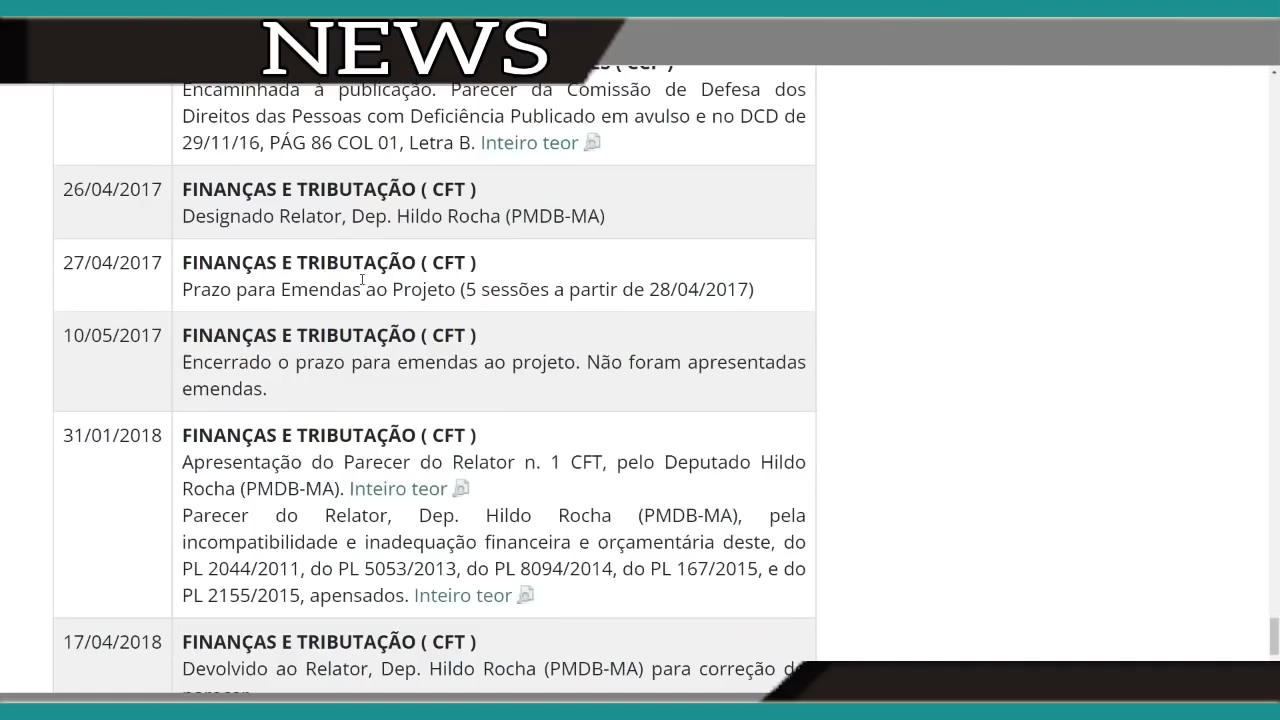 NEWS
Encaminhada à publicação. Parecer da Comissão de Defesa dos
Direitos das Pessoas com Deficiência Publicado em avulso e no DCD de
29/11/16, PÁG 86 COL 01, Letra B. Inteiro teor
26/04/2017
FINANÇAS E TRIBUTAÇÃO ( CFT )
Designado Relator, Dep. Hildo Rocha (PMDB-MA)
27/04/2017
FINANÇAS E TRIBUTAÇÃO ( CFT )
Prazo para Emendas ao Projeto (5 sessões a partir de 28/04/2017)
10/05/2017
FINANÇAS E TRIBUTAÇÃO ( CFT )
Encerrado o prazo para emendas ao projeto. Não foram apresentadas
emendas.
31/01/2018
FINANÇAS E TRIBUTAÇÃO ( CFT )
Apresentação do Parecer do Relator n. 1 CFT, pelo Deputado Hildo
Rocha (PMDB-MA). Inteiro teor
Parecer do Relator, Dep. Hildo Rocha (PMDB-MA), pela
incompatibilidade e inadequação financeira e orçamentária deste, do
PL 2044/2011, do PL 5053/2013, do PL 8094/2014, do PL 167/2015, e do
PL 2155/2015, apensados. Inteiro teor
17/04/2018
FINANÇAS E TRIBUTAÇÃO ( CFT )
Devolvido ao Relator, Dep. Hildo Rocha (PMDB-MA) para correção